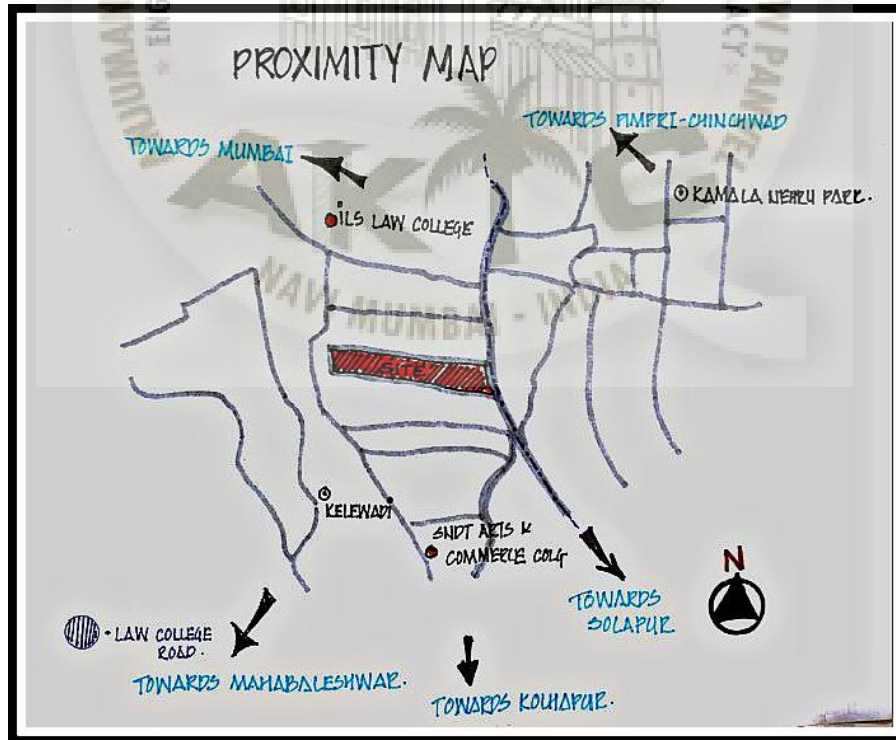 PROXIMITY MAP
TOWARDS PIMPRI-CHINCHWAD
TOWARDS MUMBAI
KAMALA NEHRU PARK.
ILS LAW COLLEGE
AKTC
NAVI MUMBAI - INDIA
SITE
KELEWADI
SNDT ARTS &
COMMERCE COLG
N
TOWARDS
SOLAPUR
LAW COLLEGE
ROAD.
TOWARDS MAHABALESHWAR.
TOWARDS KOLHAPUR.